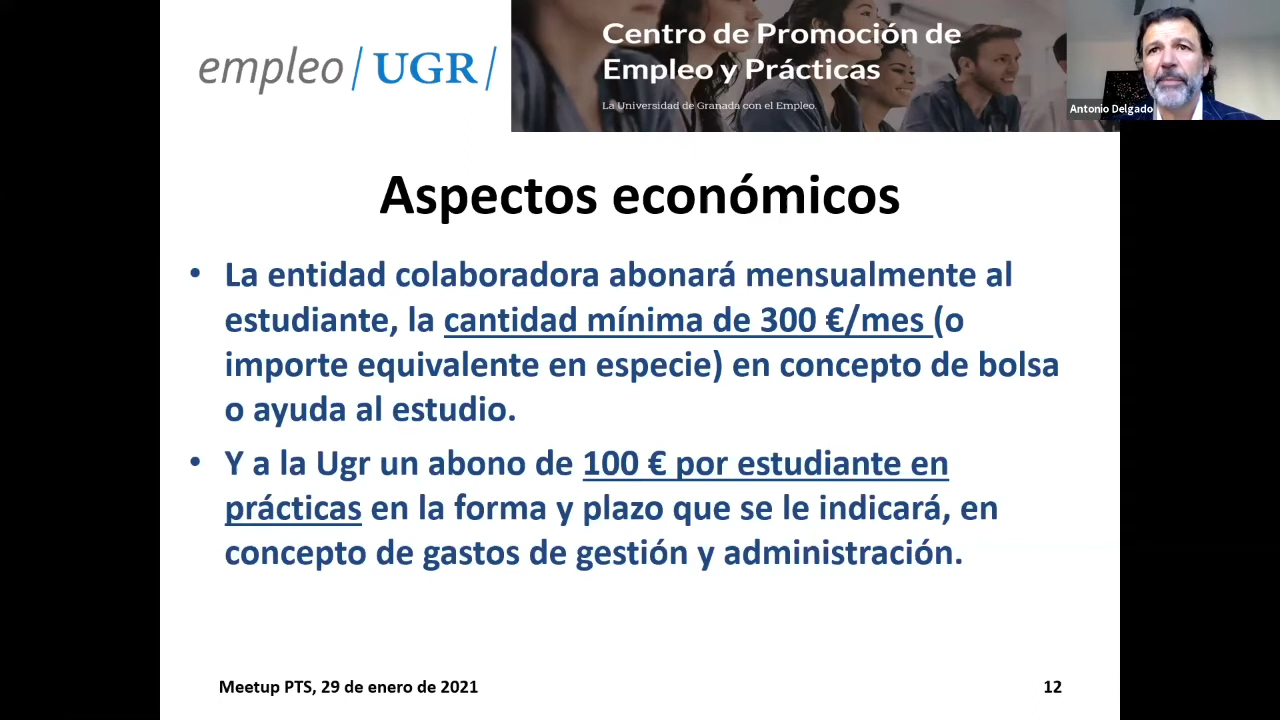 empleo/UGR/
Centro de Promoción de
Empleo y Prácticas
La Universidad de Granada con el Empleo.
Antonio Delgado
Aspectos económicos
• La entidad colaboradora abonará mensualmente al
estudiante, la cantidad mínima de 300 €/mes (o
importe equivalente en especie) en concepto de bolsa
o ayuda al estudio.
• Y a la Ugr un abono de 100 € por estudiante en
prácticas en la forma y plazo que se le indicará, en
concepto de gastos de gestión y administración.
Meetup PTS, 29 de enero de 2021
12